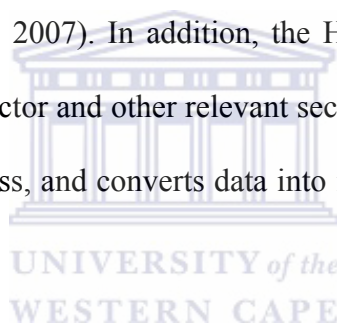 2007). In addition, the H
ctor and other relevant sec
ss, and converts data into
UNIVERSITY of the
WESTERN CAPE